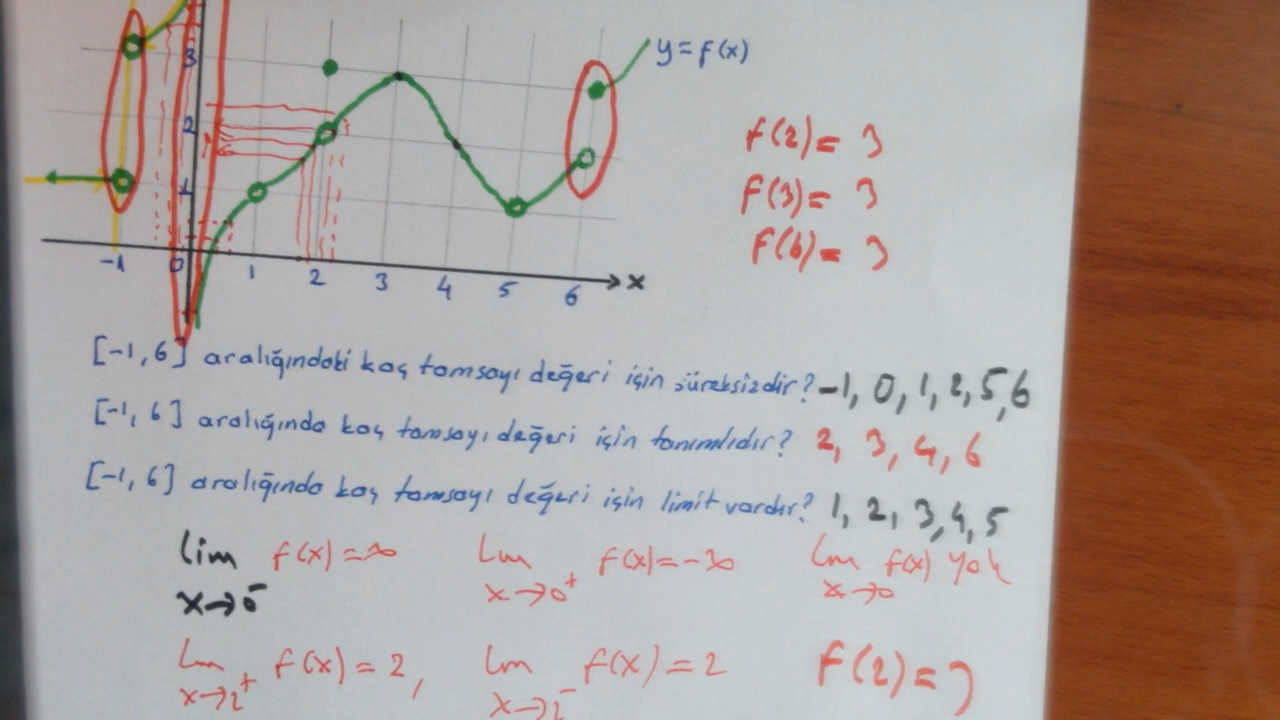 y = f(x)
3
2
1
-1 0 1 2 3 4 5 6 x
f(2) = 3
f(3) = 3
f(6) = 3
[-1, 6] aralığındaki kaç tamsayı değeri için süreksizdir? -1, 0, 1, 2, 5, 6
[-1, 6] aralığında kaç tamsayı değeri için tanımlıdır? 2, 3, 4, 6
[-1, 6] aralığında kaç tamsayı değeri için limit vardır? 1, 2, 3, 4, 5
lim f(x) = ∞ lim f(x) = -∞ lim f(x) yok
x→0⁻ x→0⁺ x→0
lim f(x) = 2, lim f(x) = 2 f(2) = 3
x→2⁺ x→2⁻